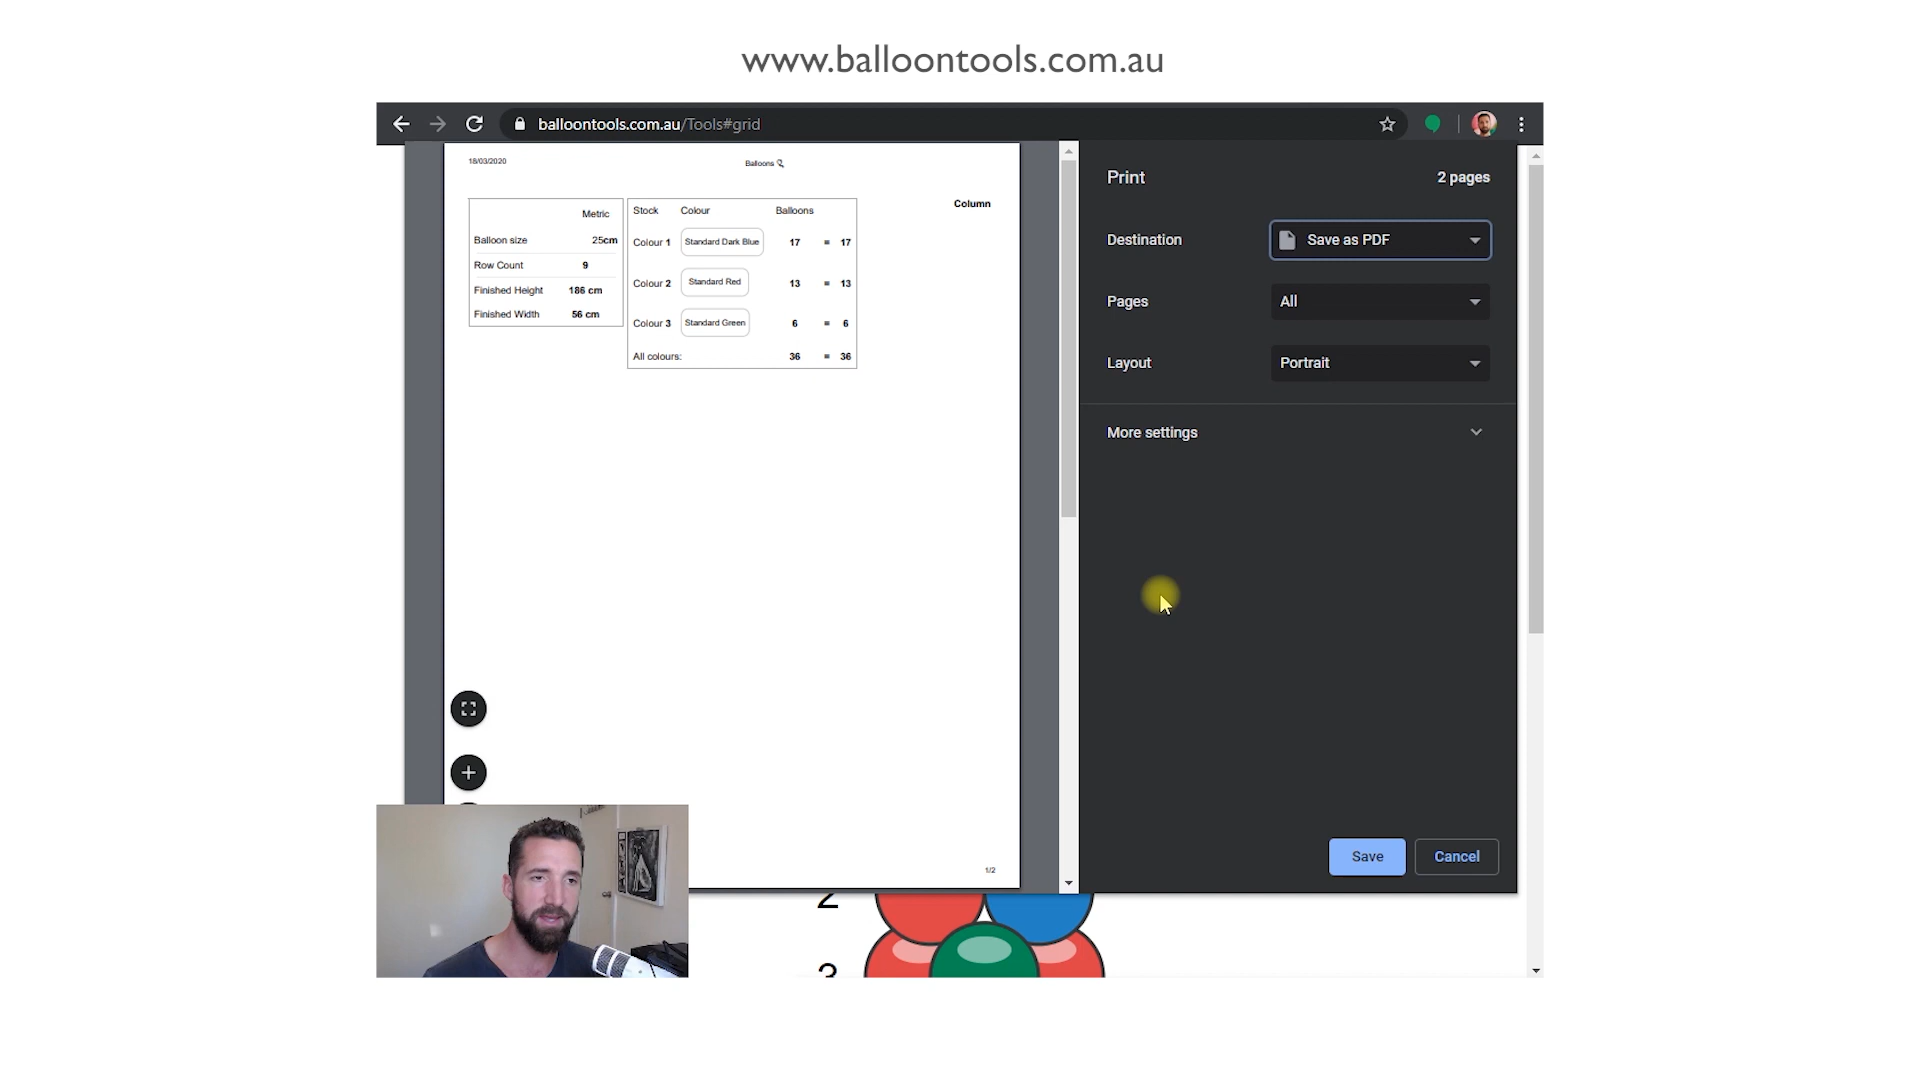 www.balloontools.com.au
balloontools.com.au/Tools#grid
18/03/2020
Balloons
Column
Metric
Balloon size 25cm
Row Count 9
Finished Height 186 cm
Finished Width 56 cm
Stock Colour Balloons
Colour 1 Standard Dark Blue 17 = 17
Colour 2 Standard Red 13 = 13
Colour 3 Standard Green 6 = 6
All colours: 36 = 36
1/2
Print 2 pages
Destination Save as PDF
Pages All
Layout Portrait
More settings
Save Cancel
2
3